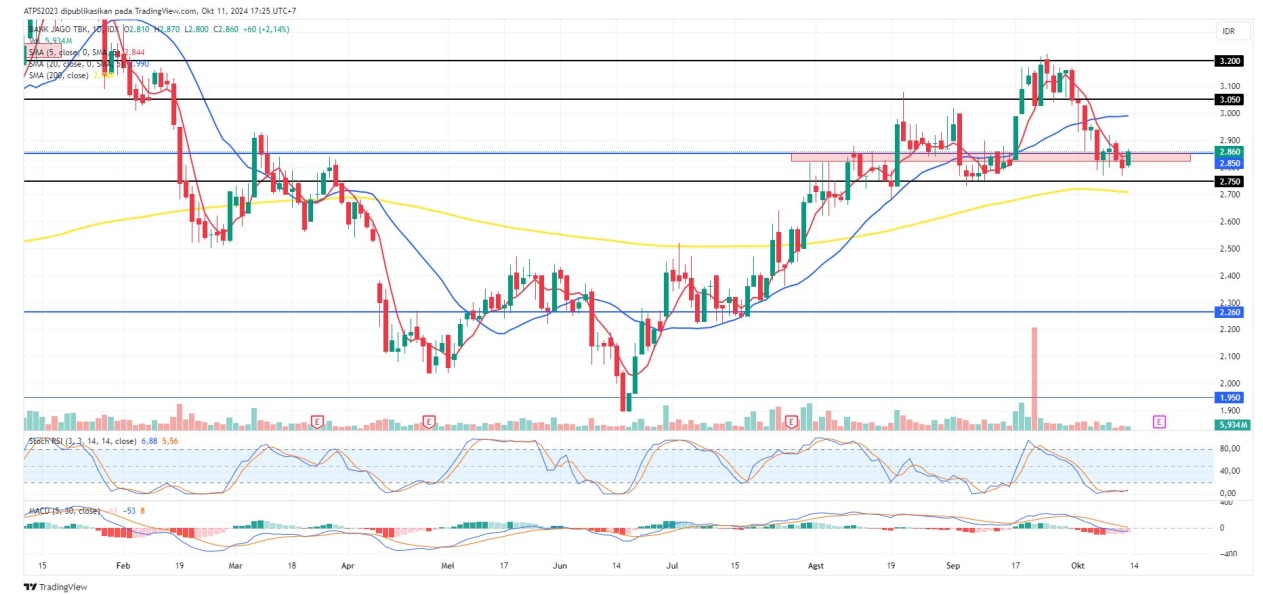 ATPS2023 dipublikasikan pada TradingView.com, Okt 11, 2024 17:25 UTC+7
BANK JAGO TBK, 1D, IDX O2.810 H2.870 L2.800 C2.860 +60 (+2,14%)
Vol 5,934M
SMA (5, close, 0, SMA, 5) 2.844
SMA (20, close, 0, SMA, 5) 2.990
SMA (200, close)
IDR
3.200
3.100
3.050
3.000
2.900
2.860
2.850
2.750
2.700
2.600
2.500
2.400
2.300
2.260
2.200
2.100
2.000
1.950
1.900
E E E E
5,934M
Stoch RSI (3, 3, 14, 14, close) 6,88 5,56
80,00
40,00
0,00
MACD (5, 30, close) −53 8
400
0
−400
15 Feb 19 Mar 18 Apr Mei 17 Jun 14 Jul 15 Agst 19 Sep 17 Okt 14
TradingView